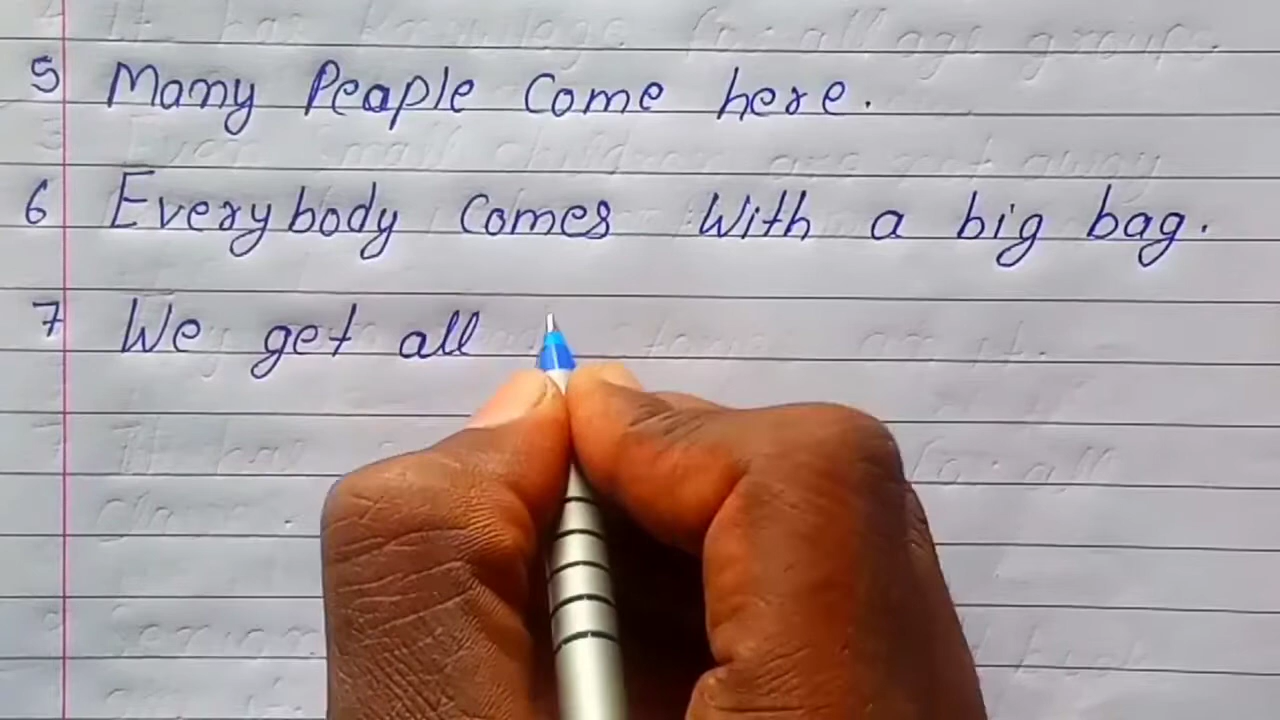 5 Many Peaple Come here.
6 Everybody Comes With a big bag.
7 We get all